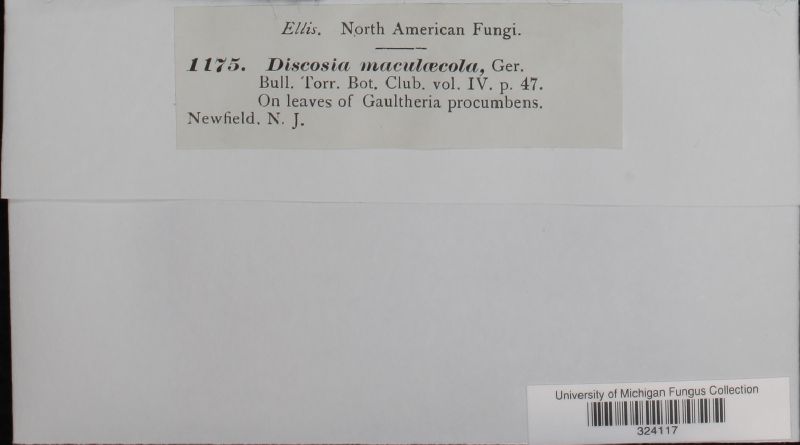 Ellis. North American Fungi.
1175. Discosia maculæcola, Ger.
Bull. Torr. Bot. Club. vol. IV. p. 47.
On leaves of Gaultheria procumbens.
Newfield, N. J.
University of Michigan Fungus Collection
324117